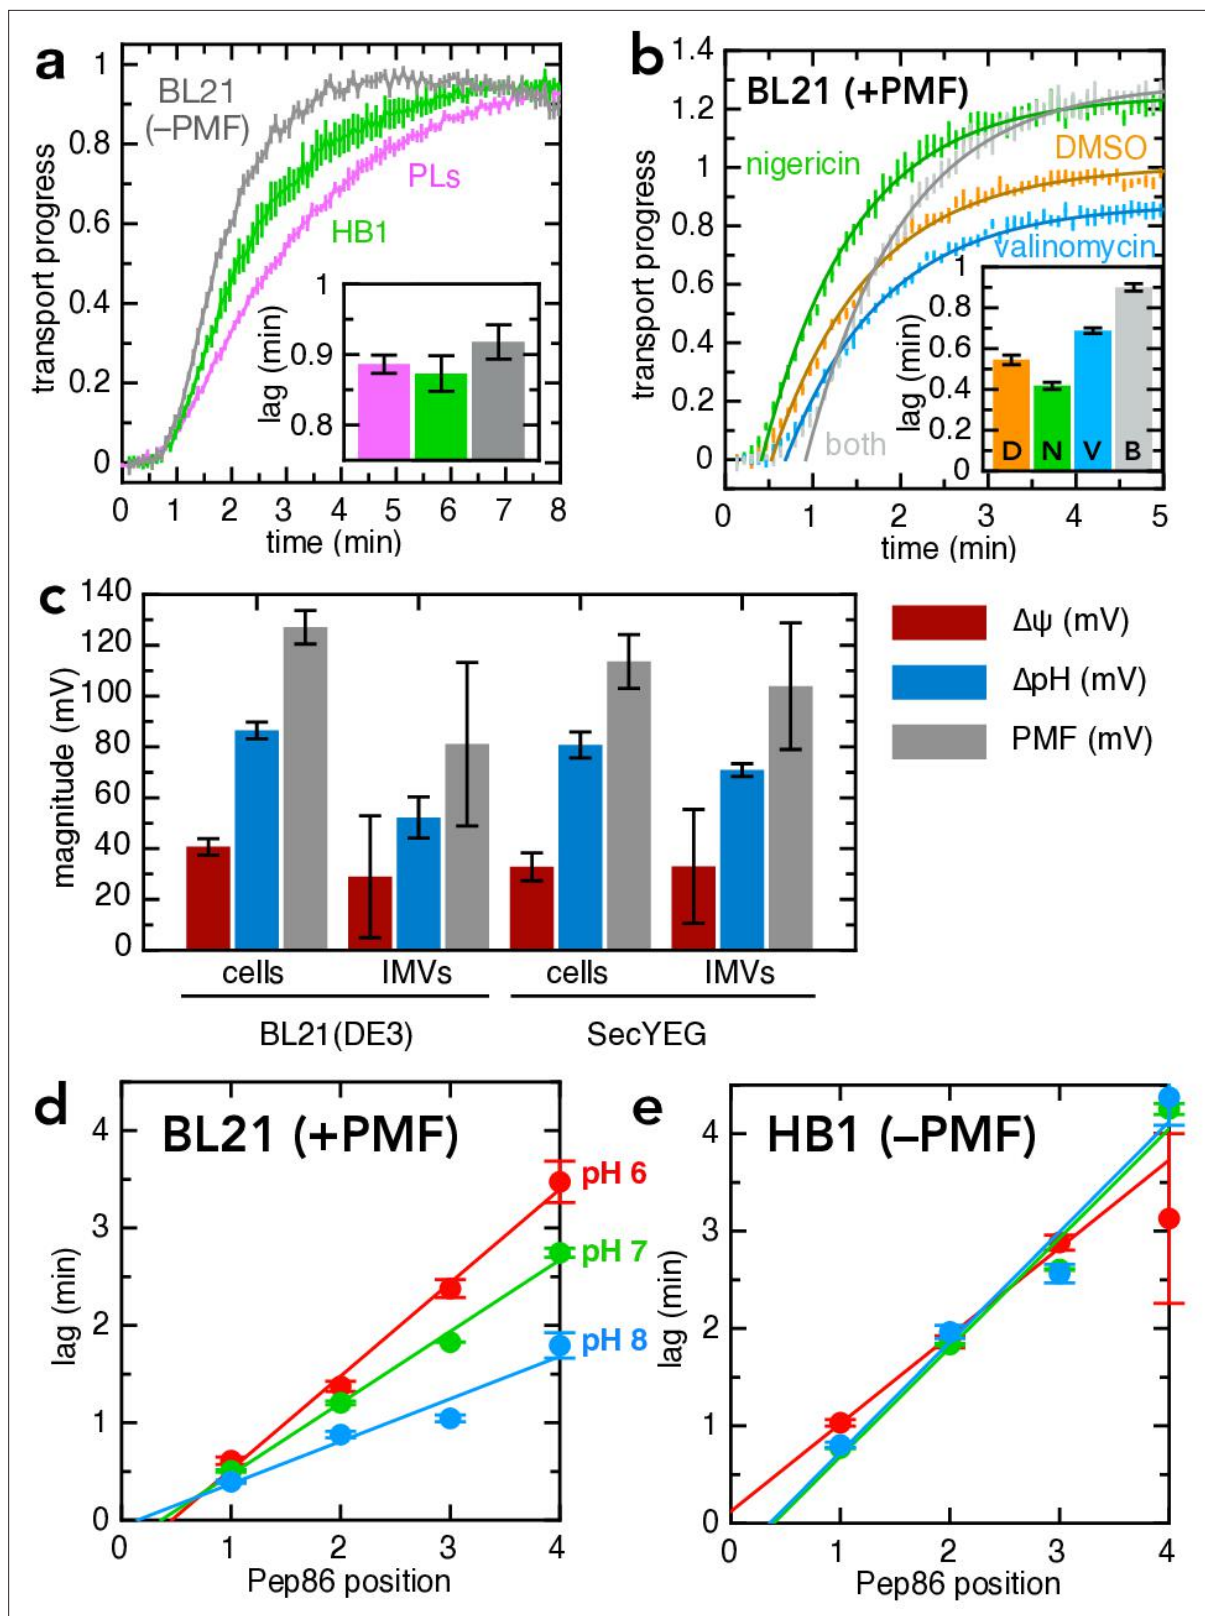 a
BL21
(–PMF)
PLs
HB1
transport progress
1
0.8
0.6
0.4
0.2
0
0 1 2 3 4 5 6 7 8
time (min)
lag (min)
1
0.9
0.8
b
BL21 (+PMF)
nigericin
DMSO
valinomycin
both
transport progress
1.4
1.2
1
0.8
0.6
0.4
0.2
0
0 1 2 3 4 5
time (min)
lag (min)
1
0.8
0.6
0.4
0.2
0
D N V B
c
magnitude (mV)
140
120
100
80
60
40
20
0
cells IMVs cells IMVs
BL21(DE3) SecYEG
Δψ (mV)
ΔpH (mV)
PMF (mV)
d
BL21 (+PMF)
pH 6
pH 7
pH 8
lag (min)
4
3
2
1
0
0 1 2 3 4
Pep86 position
e
HB1 (–PMF)
lag (min)
4
3
2
1
0
0 1 2 3 4
Pep86 position